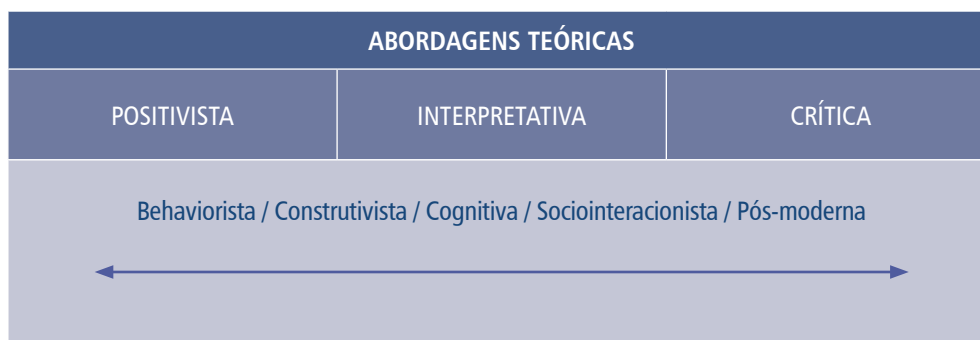 ABORDAGENS TEÓRICAS
POSITIVISTA INTERPRETATIVA CRÍTICA
Behaviorista / Construtivista / Cognitiva / Sociointeracionista / Pós-moderna